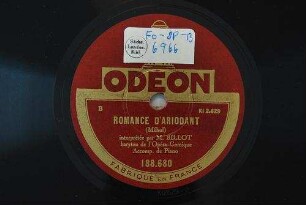 FO-SP-B
6966
ODEON
B
KI 2.629
ROMANCE D'ARIODANT
(Méhul)
interprétée par M. BILLOT
baryton de l'Opéra-Comique
Accomp. de Piano
188.680
FABRIQUÉ EN FRANCE